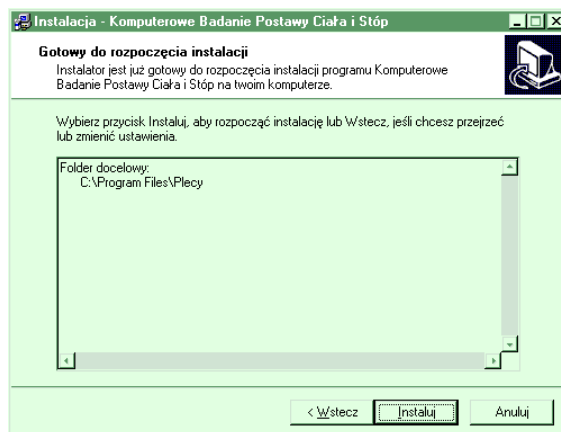 Instalacja - Komputerowe Badanie Postawy Ciała i Stóp
Gotowy do rozpoczęcia instalacji
Instalator jest już gotowy do rozpoczęcia instalacji programu Komputerowe
Badanie Postawy Ciała i Stóp na twoim komputerze.
Wybierz przycisk Instaluj, aby rozpocząć instalację lub Wstecz, jeśli chcesz przejrzeć
lub zmienić ustawienia.
Folder docelowy:
C:\Program Files\Plecy
< Wstecz Instaluj Anuluj